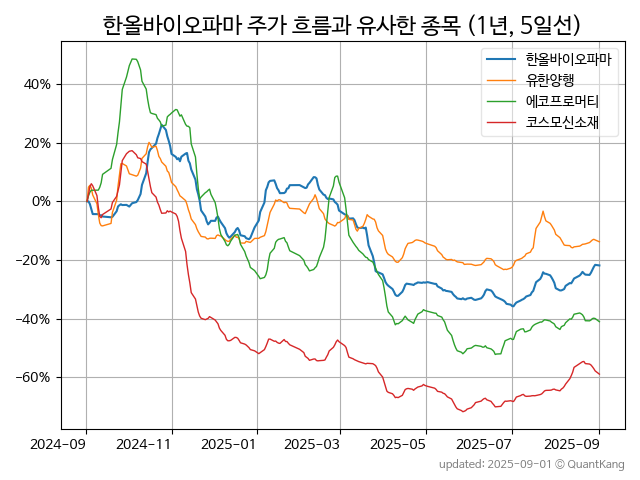 한올바이오파마 주가 흐름과 유사한 종목 (1년, 5일선)
한올바이오파마
유한양행
에코프로머티
코스모신소재
40%
20%
0%
−20%
−40%
−60%
2024-09 2024-11 2025-01 2025-03 2025-05 2025-07 2025-09
updated: 2025-09-01 © QuantKang